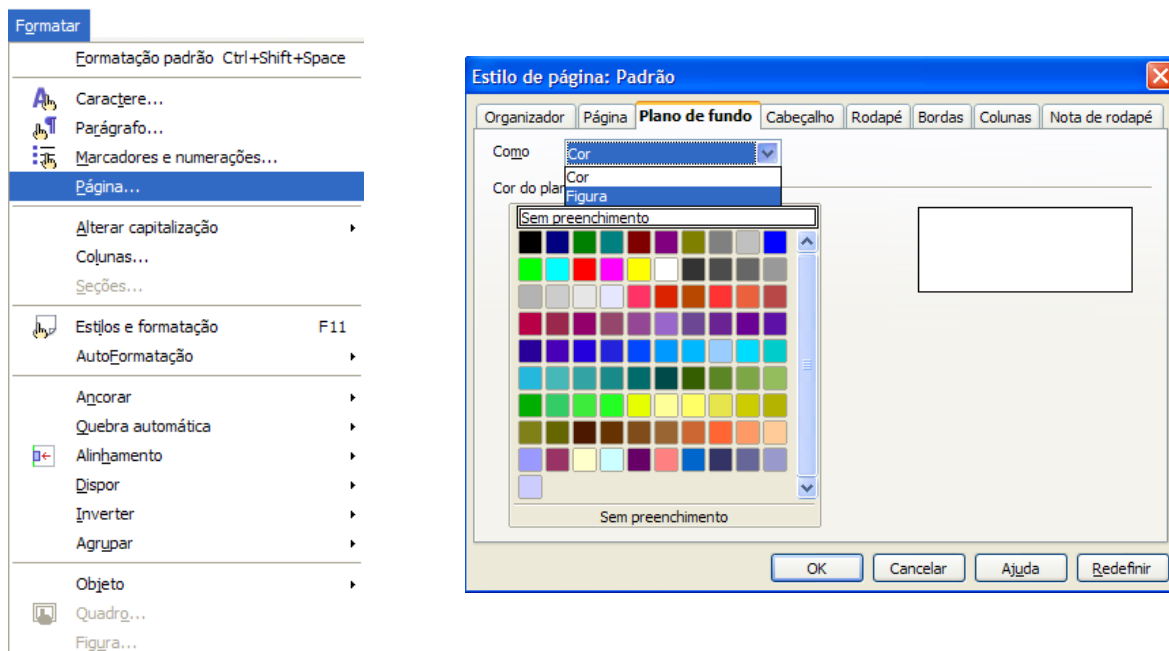 Formatar
Formatação padrão Ctrl+Shift+Space
Caractere...
Parágrafo...
Marcadores e numerações...
Página...
Alterar capitalização
Colunas...
Seções...
Estilos e formatação F11
AutoFormatação
Ancorar
Quebra automática
Alinhamento
Dispor
Inverter
Agrupar
Objeto
Quadro...
Figura...
Estilo de página: Padrão
Organizador Página Plano de fundo Cabeçalho Rodapé Bordas Colunas Nota de rodapé
Como Cor
Cor
Cor do plan
Figura
Sem preenchimento
Sem preenchimento
OK Cancelar Ajuda Redefinir